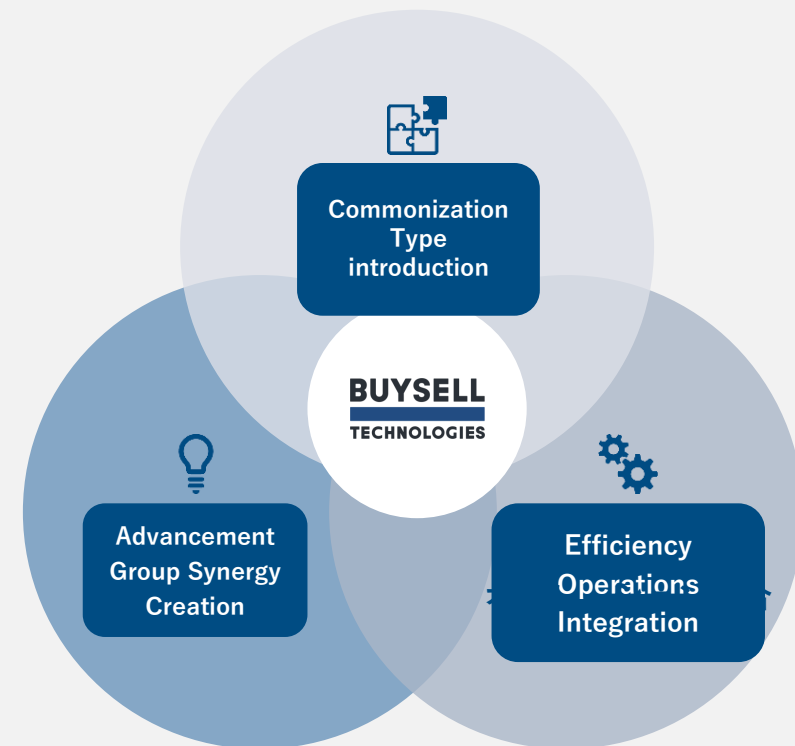 Commonization
Type
introduction
BUYSELL
TECHNOLOGIES
Advancement
Group Synergy
Creation
Efficiency
Operations
Integration